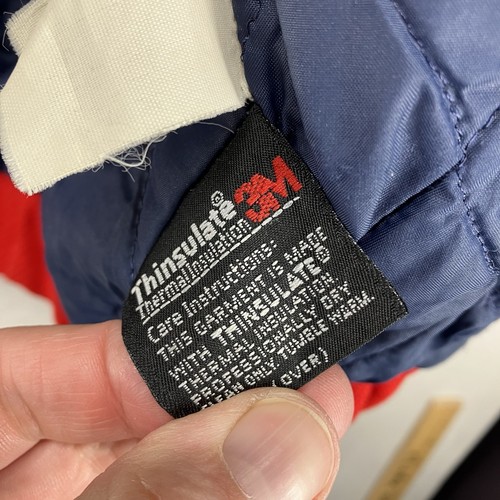 Thinsulate® 3M
Thermal Insulation
Care Instructions:
THIS GARMENT IS MADE
WITH THINSULATE®
THERMAL INSULATION.
PROFESSIONALLY DRY
CLEAN ONLY TUMBLE WARM.
(OVER)